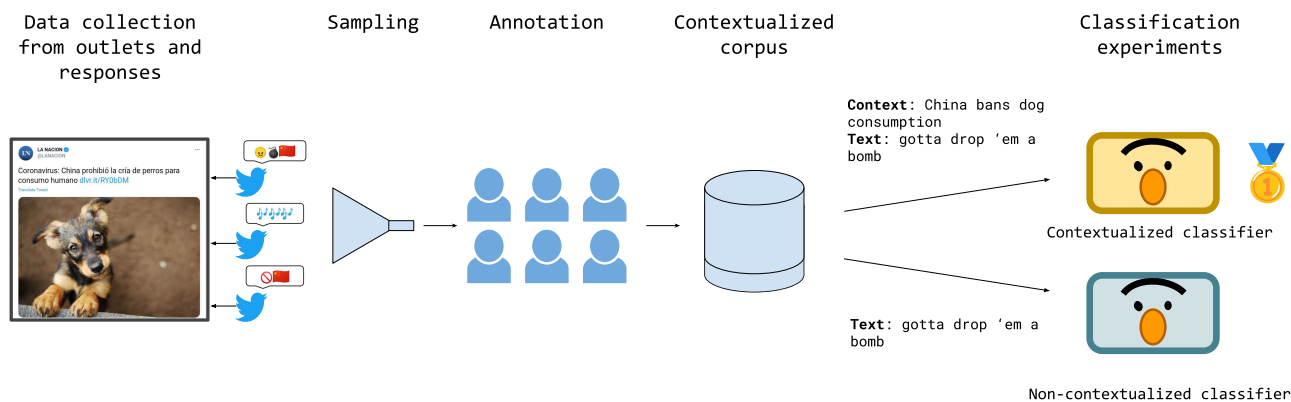 Data collection
from outlets and
responses
Sampling
Annotation
Contextualized
corpus
Classification
experiments
LN
LA NACION
@LANACION
Coronavirus: China prohibió la cría de perros para
consumo humano dlvr.it/RY0bDM
Translate Tweet
Context: China bans dog
consumption
Text: gotta drop ‘em a
bomb
1
Contextualized classifier
Text: gotta drop ‘em a
bomb
Non-contextualized classifier